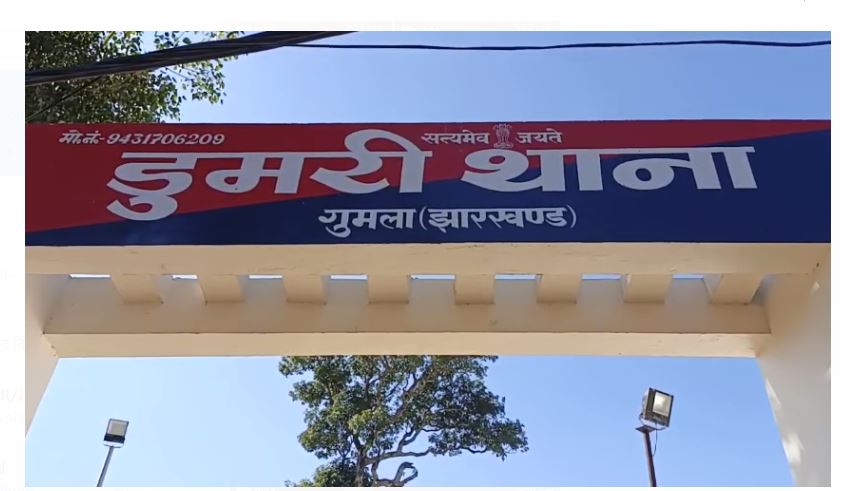 मो.नं.-9431706209 सत्यमेव जयते
डुमरी थाना
गुमला (झारखण्ड)